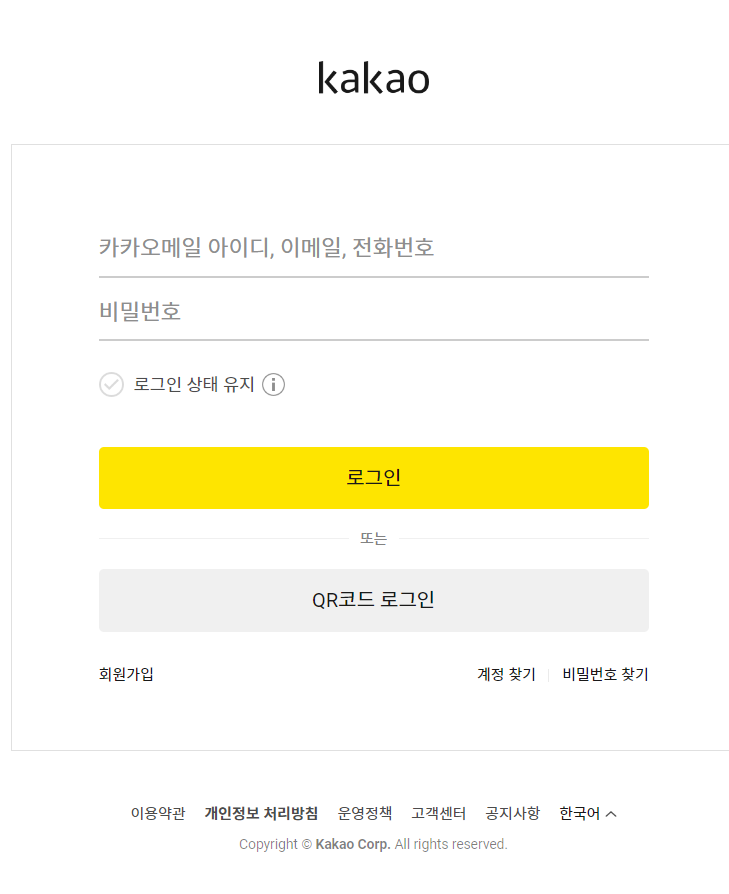 kakao
카카오메일 아이디, 이메일, 전화번호
비밀번호
로그인 상태 유지
로그인
또는
QR코드 로그인
회원가입 계정 찾기 비밀번호 찾기
이용약관 개인정보 처리방침 운영정책 고객센터 공지사항 한국어
Copyright © Kakao Corp. All rights reserved.